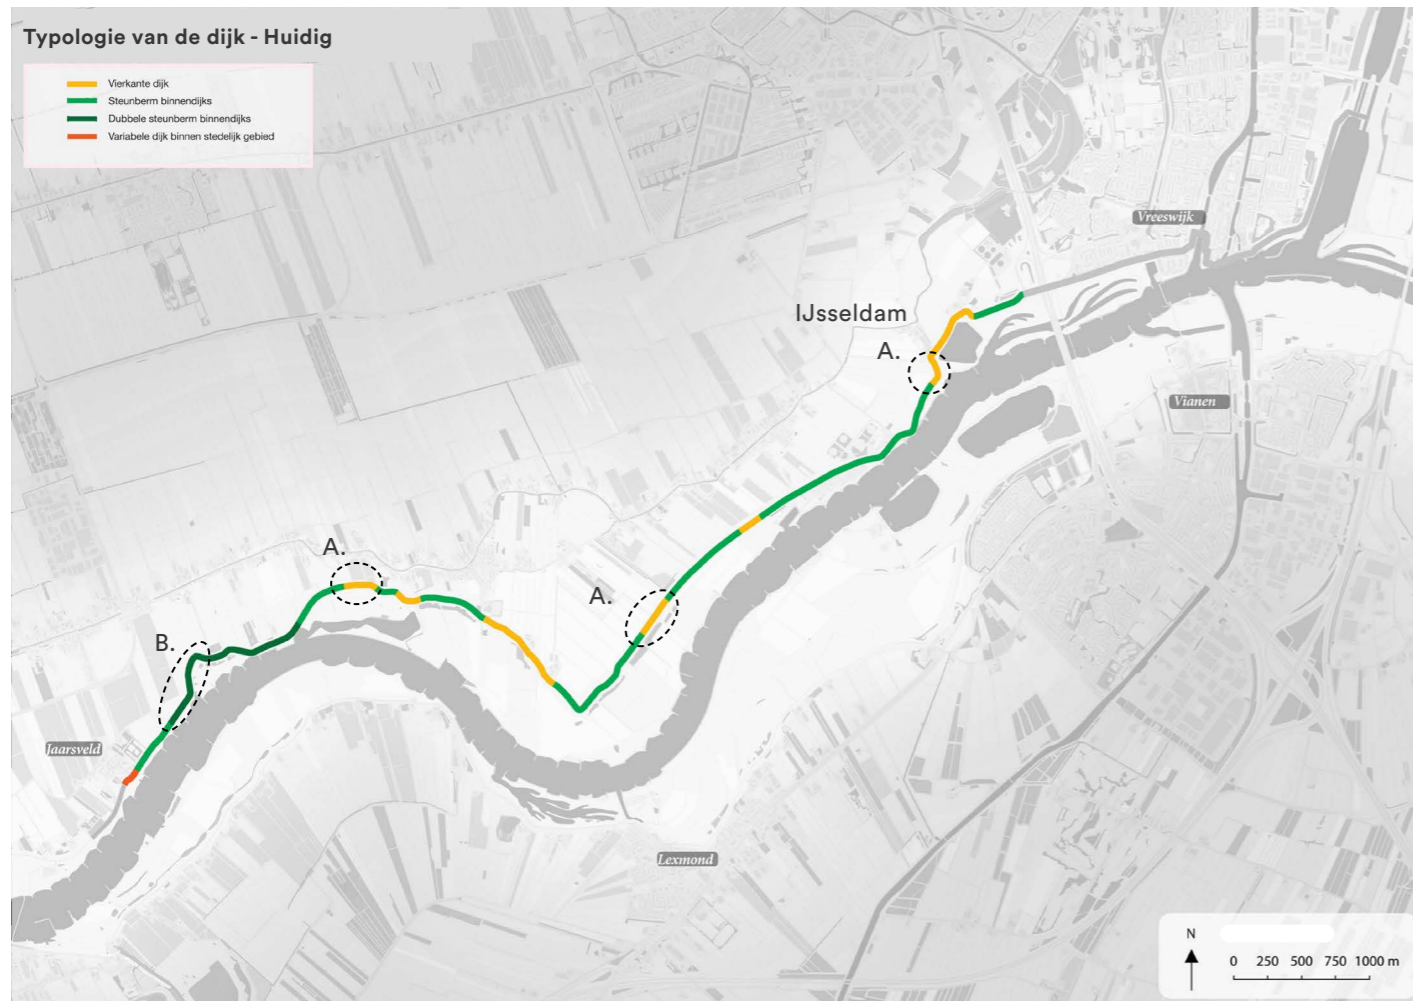 Typologie van de dijk - Huidig
Vierkante dijk
Steunberm binnendijks
Dubbele steunberm binnendijks
Variabele dijk binnen stedelijk gebied
Vreeswijk
IJsseldam
A.
Vianen
A.
A.
B.
Jaarsveld
Lexmond
N
0 250 500 750 1000 m